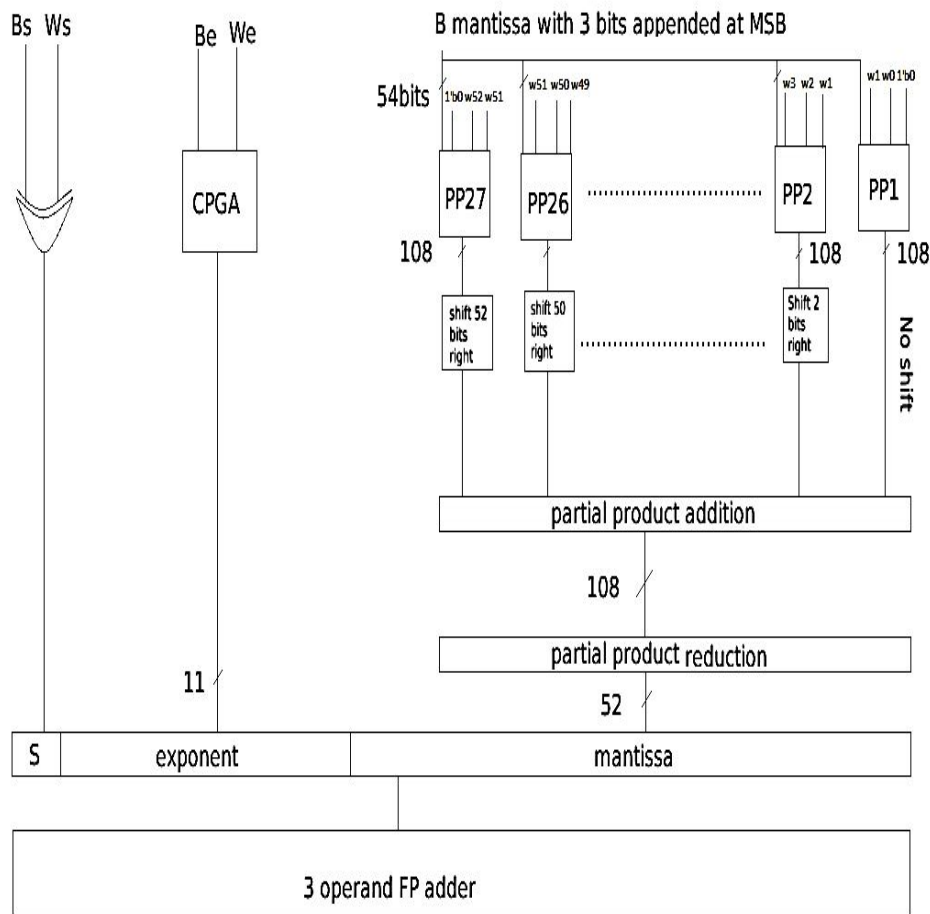 Bs Ws
Be We
B mantissa with 3 bits appended at MSB
54bits
1'b0 w52 w51
w51 w50 w49
w3 w2 w1
w1 w0 1'b0
CPGA
PP27
PP26
PP2
PP1
108
108
108
shift 52
bits
right
shift 50
bits
right
Shift 2
bits
right
No shift
partial product addition
108
partial product reduction
11
52
S
exponent
mantissa
3 operand FP adder